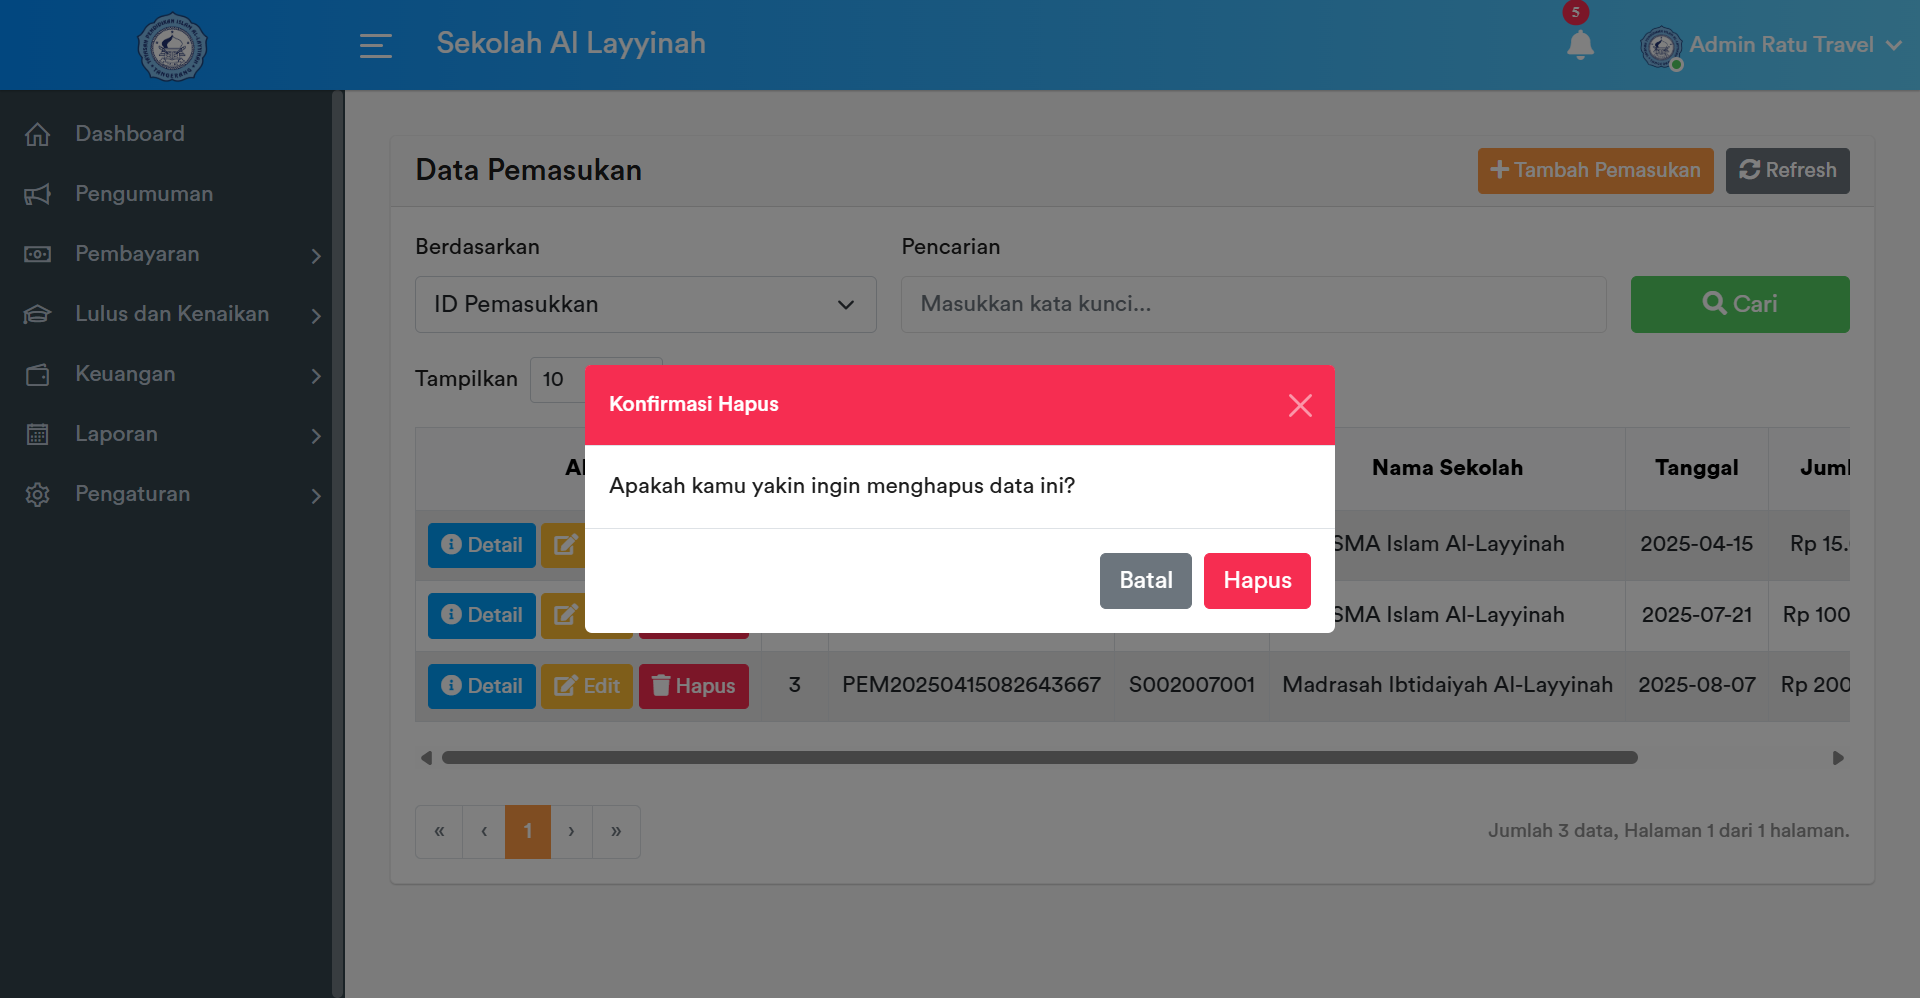 Sekolah Al Layyinah
5
Admin Ratu Travel
Dashboard
Pengumuman
Pembayaran
Lulus dan Kenaikan
Keuangan
Laporan
Pengaturan
Data Pemasukan
Tambah Pemasukan
Refresh
Berdasarkan
Pencarian
ID Pemasukkan
Masukkan kata kunci...
Cari
Tampilkan 10
Konfirmasi Hapus
Apakah kamu yakin ingin menghapus data ini?
Batal Hapus
Nama Sekolah Tanggal
Detail SMA Islam Al-Layyinah 2025-04-15 Rp 15.
Detail SMA Islam Al-Layyinah 2025-07-21 Rp 100
Detail Edit Hapus 3 PEM20250415082643667 S002007001 Madrasah Ibtidaiyah Al-Layyinah 2025-08-07 Rp 200
« ‹ 1 › »
Jumlah 3 data, Halaman 1 dari 1 halaman.